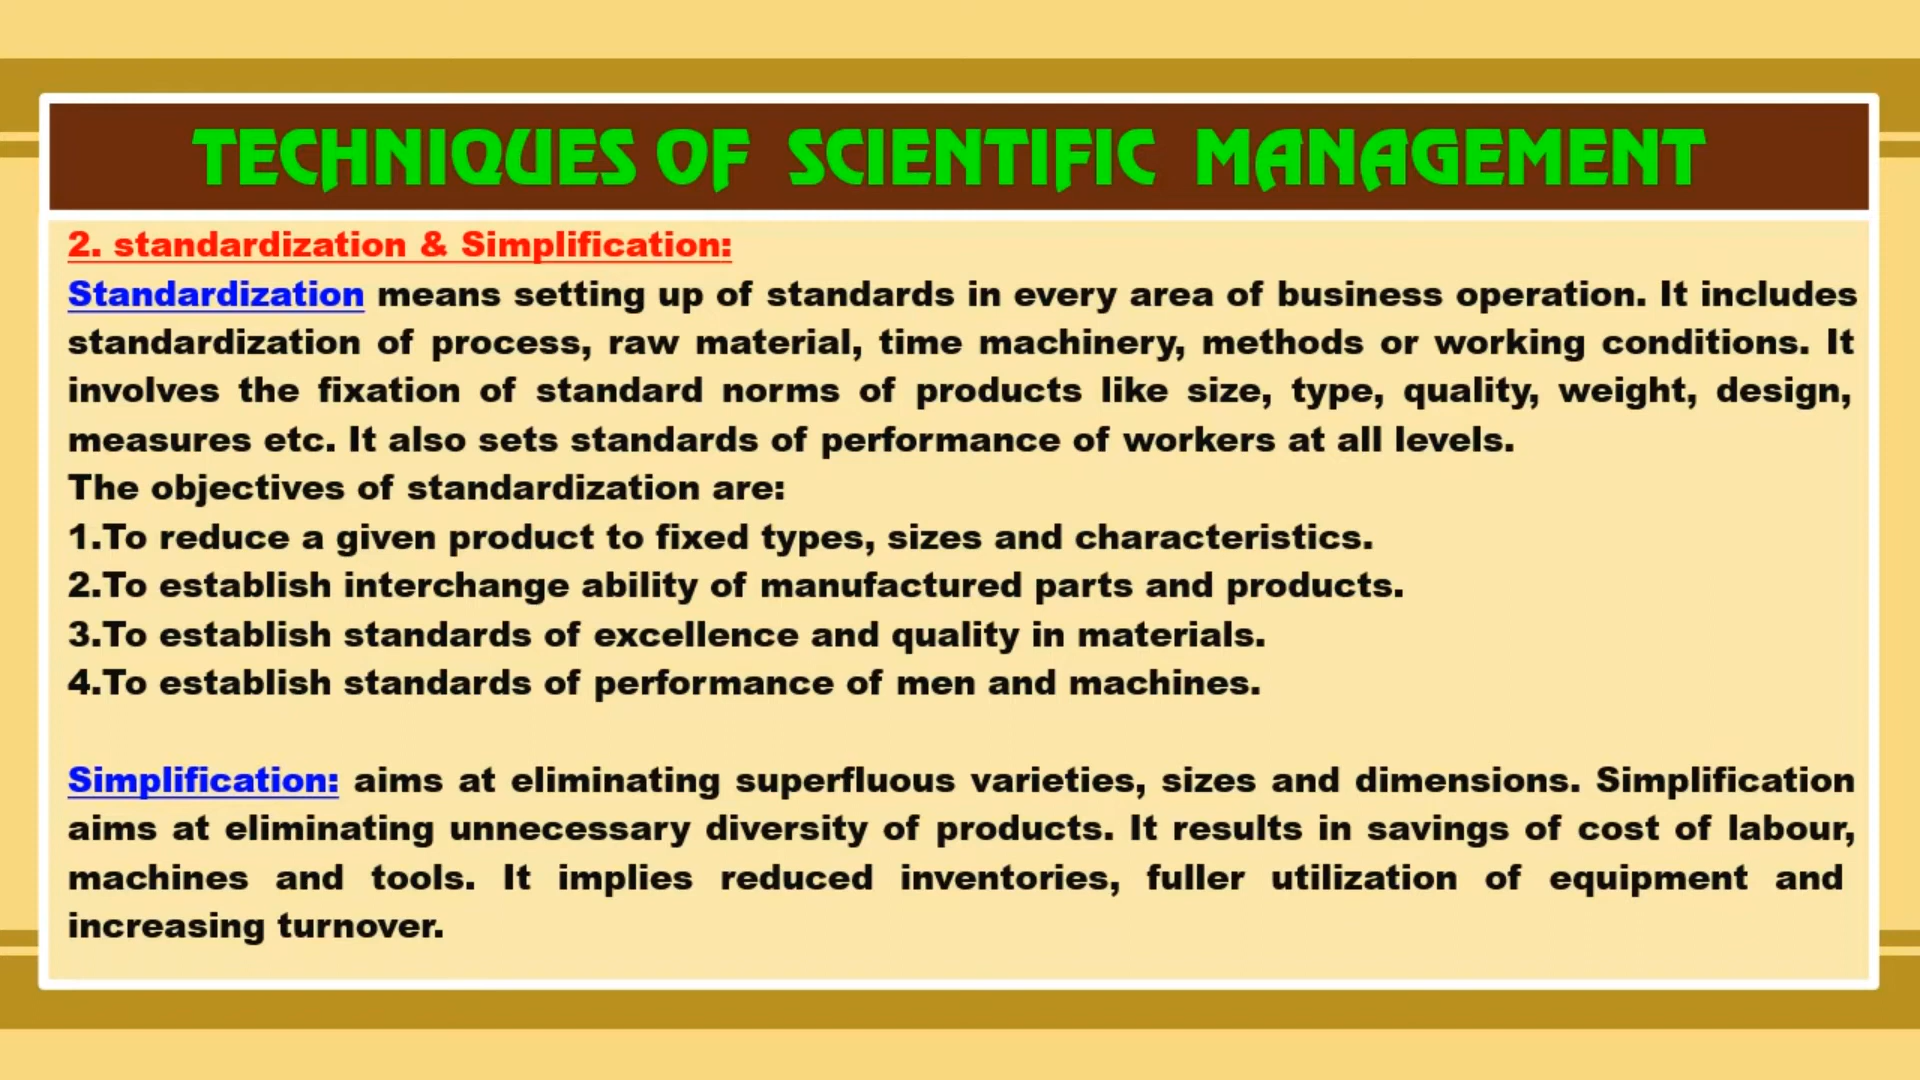 TECHNIQUES OF SCIENTIFIC MANAGEMENT
2. standardization & Simplification:
Standardization means setting up of standards in every area of business operation. It includes
standardization of process, raw material, time machinery, methods or working conditions. It
involves the fixation of standard norms of products like size, type, quality, weight, design,
measures etc. It also sets standards of performance of workers at all levels.
The objectives of standardization are:
1.To reduce a given product to fixed types, sizes and characteristics.
2.To establish interchange ability of manufactured parts and products.
3.To establish standards of excellence and quality in materials.
4.To establish standards of performance of men and machines.
Simplification: aims at eliminating superfluous varieties, sizes and dimensions. Simplification
aims at eliminating unnecessary diversity of products. It results in savings of cost of labour,
machines and tools. It implies reduced inventories, fuller utilization of equipment and
increasing turnover.